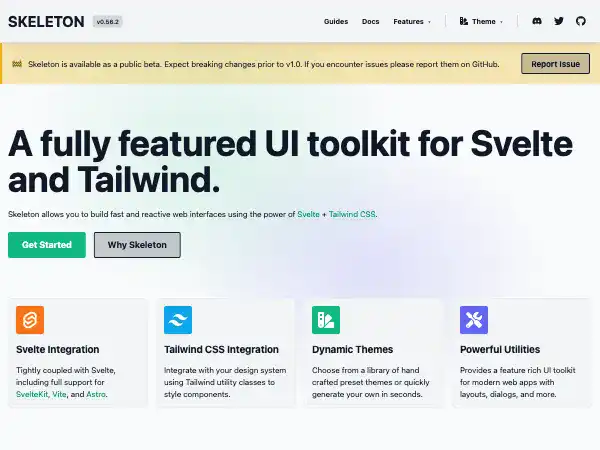 SKELETON v0.56.2 Guides Docs Features Theme
Skeleton is available as a public beta. Expect breaking changes prior to v1.0. If you encounter issues please report them on GitHub. Report Issue
A fully featured UI toolkit for Svelte
and Tailwind.
Skeleton allows you to build fast and reactive web interfaces using the power of Svelte + Tailwind CSS.
Get Started Why Skeleton
Svelte Integration
Tightly coupled with Svelte,
including full support for
SvelteKit, Vite, and Astro.
Tailwind CSS Integration
Integrate with your design system
using Tailwind utility classes to
style components.
Dynamic Themes
Choose from a library of hand
crafted preset themes or quickly
generate your own in seconds.
Powerful Utilities
Provides a feature rich UI toolkit
for modern web apps with
layouts, dialogs, and more.